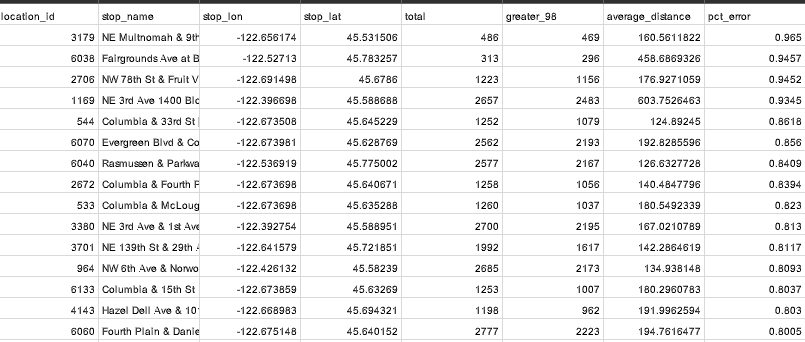 location_id stop_name stop_lon stop_lat total greater_98 average_distance pct_error
3179 NE Multnomah & 9th -122.656174 45.531506 486 469 160.5611822 0.965
6038 Fairgrounds Ave at B -122.52713 45.783257 313 296 458.6869326 0.9457
2706 NW 78th St & Fruit V -122.691498 45.6786 1223 1156 176.9271059 0.9452
1169 NE 3rd Ave 1400 Blo -122.396698 45.588688 2657 2483 603.7526463 0.9345
544 Columbia & 33rd St -122.673508 45.645229 1252 1079 124.89245 0.8618
6070 Evergreen Blvd & Co -122.673981 45.628769 2562 2193 192.8285596 0.856
6040 Rasmussen & Parkwa -122.536919 45.775002 2577 2167 126.6327728 0.8409
2672 Columbia & Fourth P -122.673698 45.640671 1258 1056 140.4847796 0.8394
533 Columbia & McLoug -122.673698 45.635288 1260 1037 180.5492339 0.823
3380 NE 3rd Ave & 1st Ave -122.392754 45.588951 2700 2195 167.0210789 0.813
3701 NE 139th St & 29th A -122.641579 45.721851 1992 1617 142.2864619 0.8117
964 NW 6th Ave & Norwo -122.426132 45.58239 2685 2173 134.938148 0.8093
6133 Columbia & 15th St -122.673859 45.63269 1253 1007 180.2960783 0.8037
4143 Hazel Dell Ave & 10 -122.668983 45.694321 1198 962 191.9962594 0.803
6060 Fourth Plain & Danie -122.675148 45.640152 2777 2223 194.7616477 0.8005